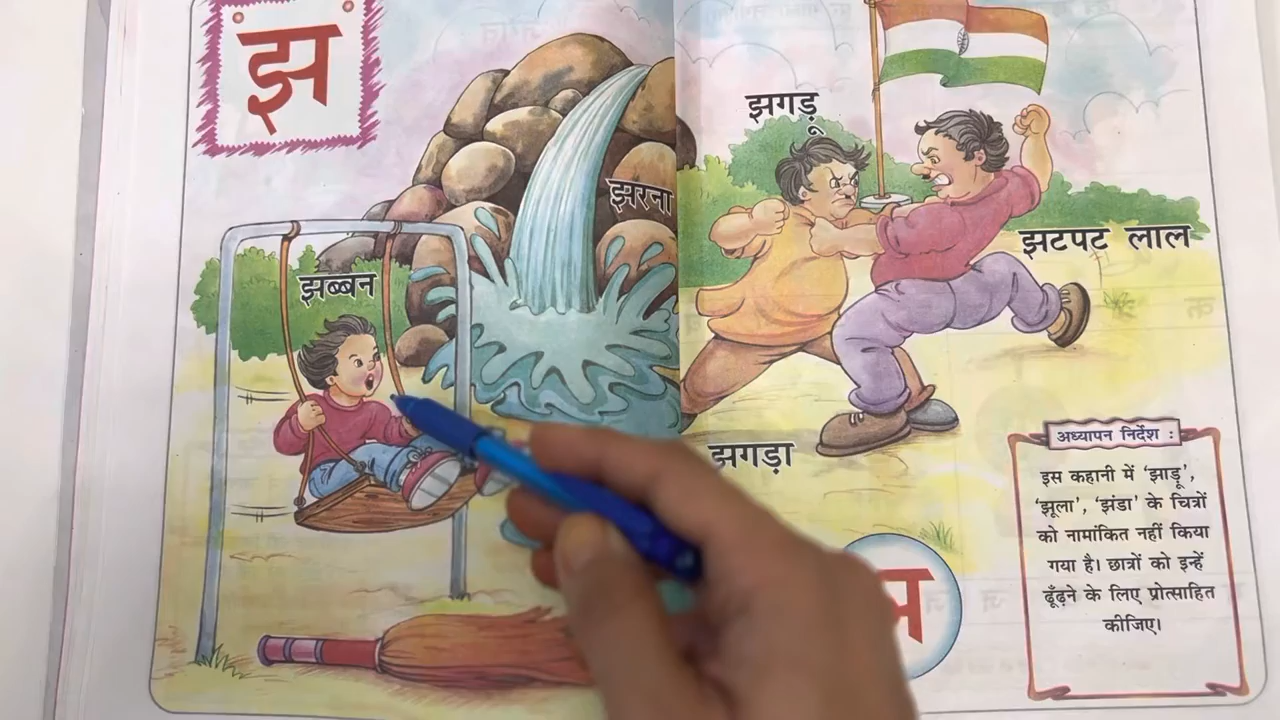 झ
झरना
झब्बन
झगड़ू
झटपट लाल
झगड़ा
अध्यापन निर्देश :
इस कहानी में 'झाड़ू',
'झूला', 'झंडा' के चित्रों
को नामांकित नहीं किया
गया है। छात्रों को इन्हें
ढूँढ़ने के लिए प्रोत्साहित
कीजिए।